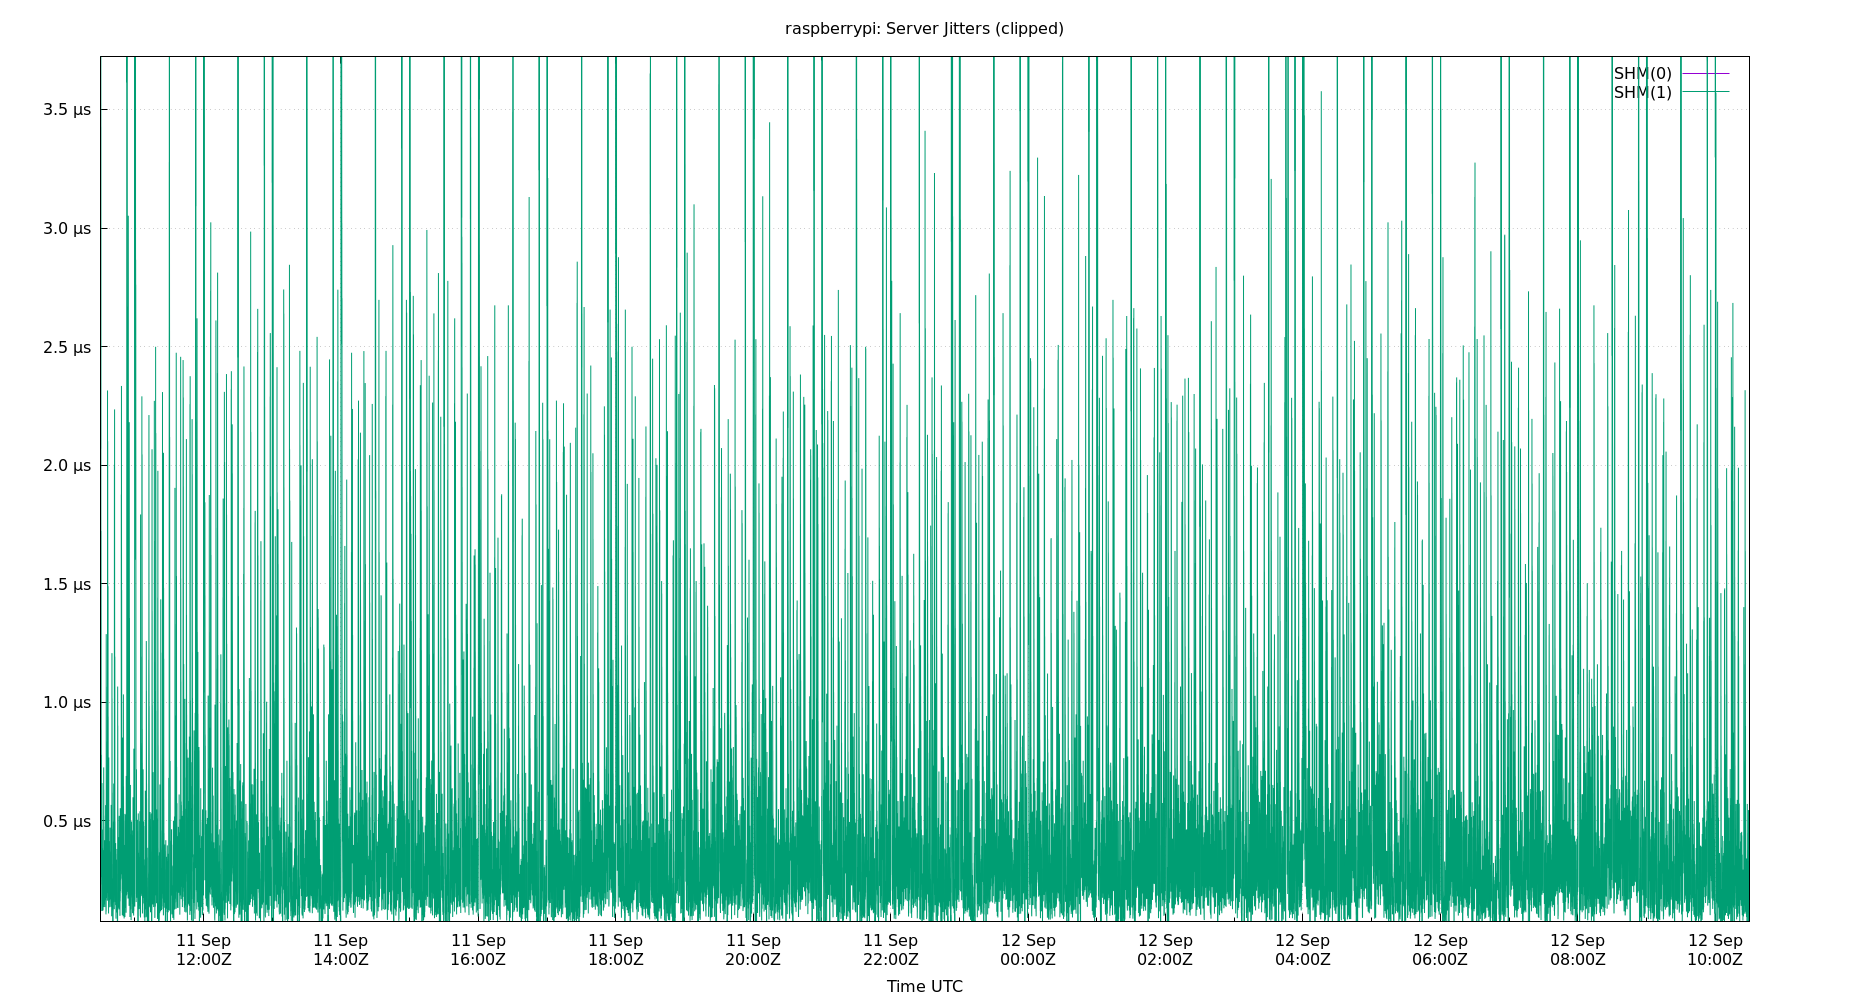 raspberrypi: Server Jitters (clipped)
SHM(0)
SHM(1)
3.5 µs
3.0 µs
2.5 µs
2.0 µs
1.5 µs
1.0 µs
0.5 µs
11 Sep 11 Sep 11 Sep 11 Sep 11 Sep 11 Sep 12 Sep 12 Sep 12 Sep 12 Sep 12 Sep 12 Sep
12:00Z 14:00Z 16:00Z 18:00Z 20:00Z 22:00Z 00:00Z 02:00Z 04:00Z 06:00Z 08:00Z 10:00Z
Time UTC